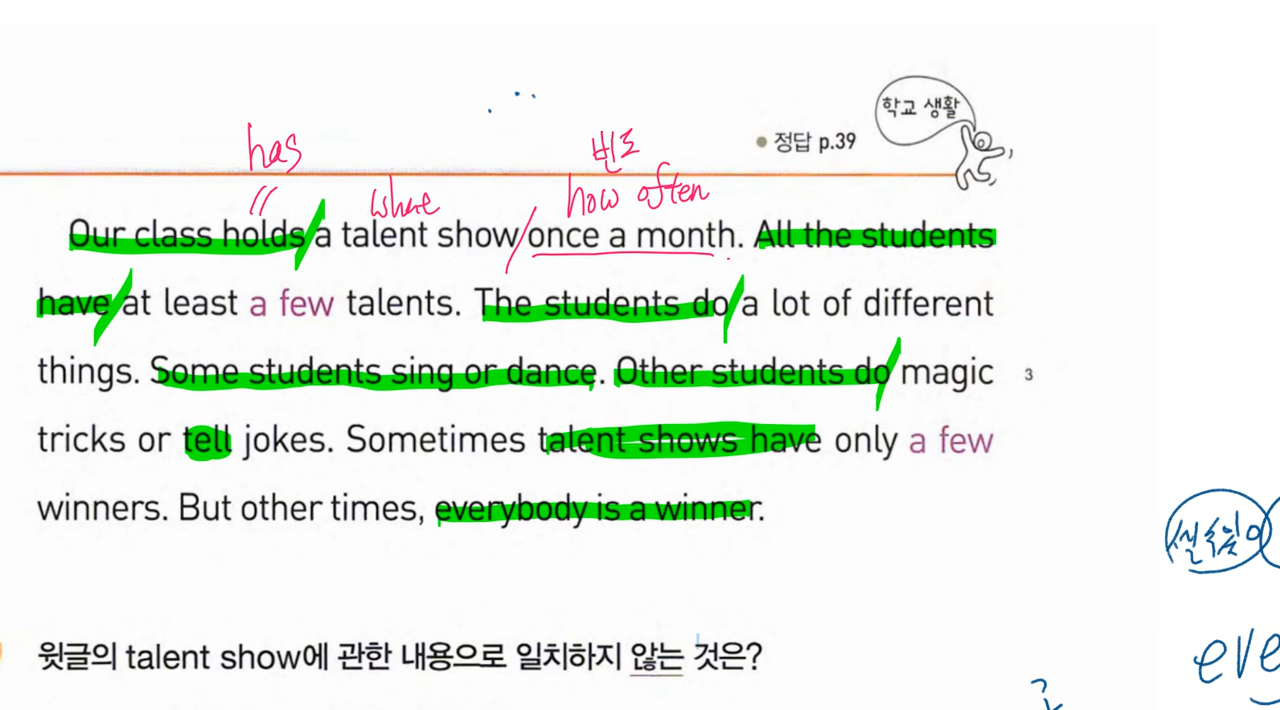 학교 생활
• 정답 p.39
has
빈도
〃
what
how often
Our class holds a talent show once a month. All the students
have at least a few talents. The students do a lot of different
things. Some students sing or dance. Other students do magic
3
tricks or tell jokes. Sometimes talent shows have only a few
winners. But other times, everybody is a winner.
윗글의 talent show에 관한 내용으로 일치하지 않는 것은?
eve